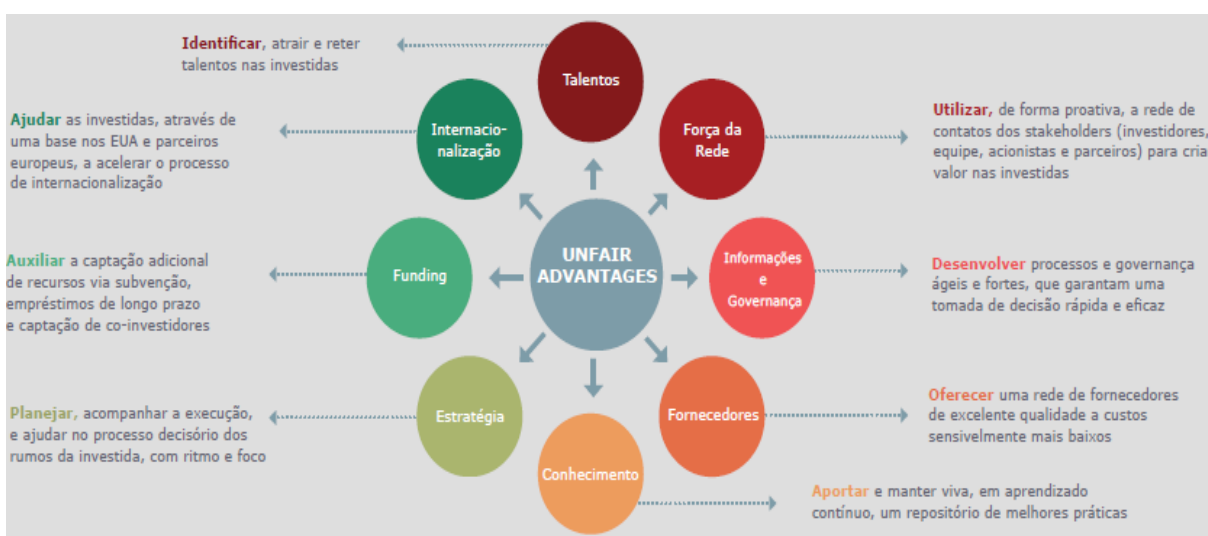 Identificar, atrair e reter
talentos nas investidas
Talentos
Ajudar as investidas, através de
uma base nos EUA e parceiros
europeus, a acelerar o processo
de internacionalização
Internacio-
nalização
Força da
Rede
Utilizar, de forma proativa, a rede de
contatos dos stakeholders (investidores,
equipe, acionistas e parceiros) para cria
valor nas investidas
UNFAIR
ADVANTAGES
Auxiliar a captação adicional
de recursos via subvenção,
empréstimos de longo prazo
e captação de co-investidores
Funding
Informações
e
Governança
Desenvolver processos e governança
ágeis e fortes, que garantam uma
tomada de decisão rápida e eficaz
Planejar, acompanhar a execução,
e ajudar no processo decisório dos
rumos da investida, com ritmo e foco
Estratégia
Fornecedores
Oferecer uma rede de fornecedores
de excelente qualidade a custos
sensivelmente mais baixos
Conhecimento
Aportar e manter viva, em aprendizado
contínuo, um repositório de melhores práticas